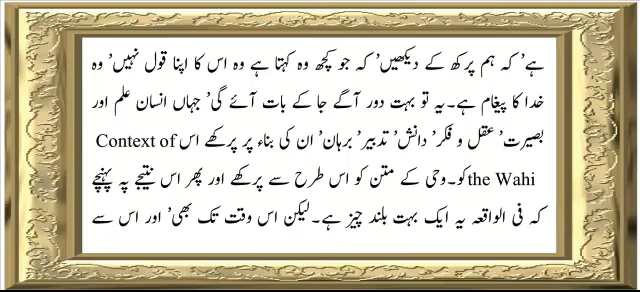 ہے’ کہ ہم پرکھ کے دیکھیں’ کہ جو کچھ وہ کہتا ہے وہ اس کا اپنا قول نہیں’ وہ
خدا کا پیغام ہے۔ یہ تو بہت دور آگے جا کے بات آئے گی’ جہاں انسان علم اور
بصیرت’ عقل و فکر’ دانش’ تدبیر’ برہان’ ان کی بناء پر پرکھے اس Context of
the Wahi کو۔ وحی کے متن کو اس طرح سے پرکھے اور پھر اس نتیجے پہ پہنچے
کہ فی الواقعہ یہ ایک بہت بلند چیز ہے۔ لیکن اس وقت تک بھی’ اور اس سے